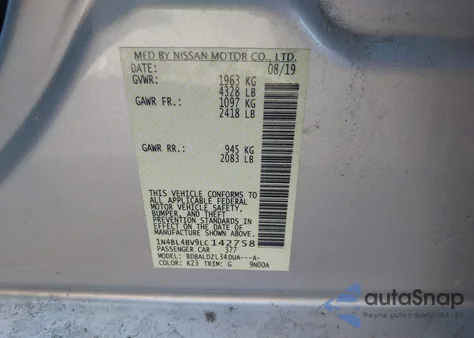 MFD BY NISSAN MOTOR CO., LTD.
DATE: 08/19
GVWR: 1963 KG
4328 LB
GAWR FR.: 1097 KG
2418 LB
GAWR RR.: 945 KG
2083 LB
THIS VEHICLE CONFORMS TO
ALL APPLICABLE FEDERAL
MOTOR VEHICLE SAFETY,
BUMPER, AND THEFT
PREVENTION STANDARDS IN
EFFECT ON THE DATE OF
MANUFACTURE SHOWN ABOVE.
1N4BL4BV9LC142758
PASSENGER CAR 377
MODEL: BDBALDZL34DUA---A-
COLOR: K23 TRIM: G 9N00A
autoSnap